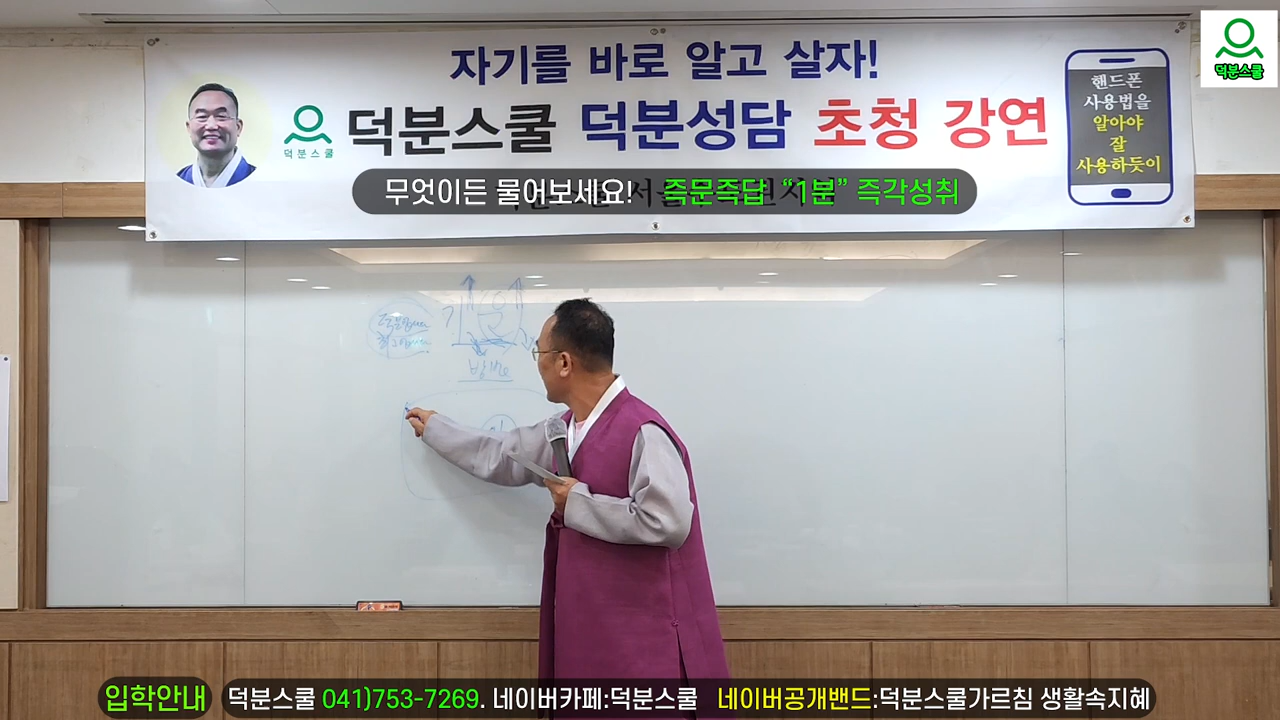 자기를 바로 알고 살자!
덕분스쿨
덕분스쿨 덕분성담 초청 강연
핸드폰
사용법을
알아야
잘
사용하듯이
덕분스쿨
무엇이든 물어보세요! 즉문즉답 “1분” 즉각성취
입학안내 덕분스쿨 041)753-7269. 네이버카페:덕분스쿨 네이버공개밴드:덕분스쿨가르침 생활속지혜